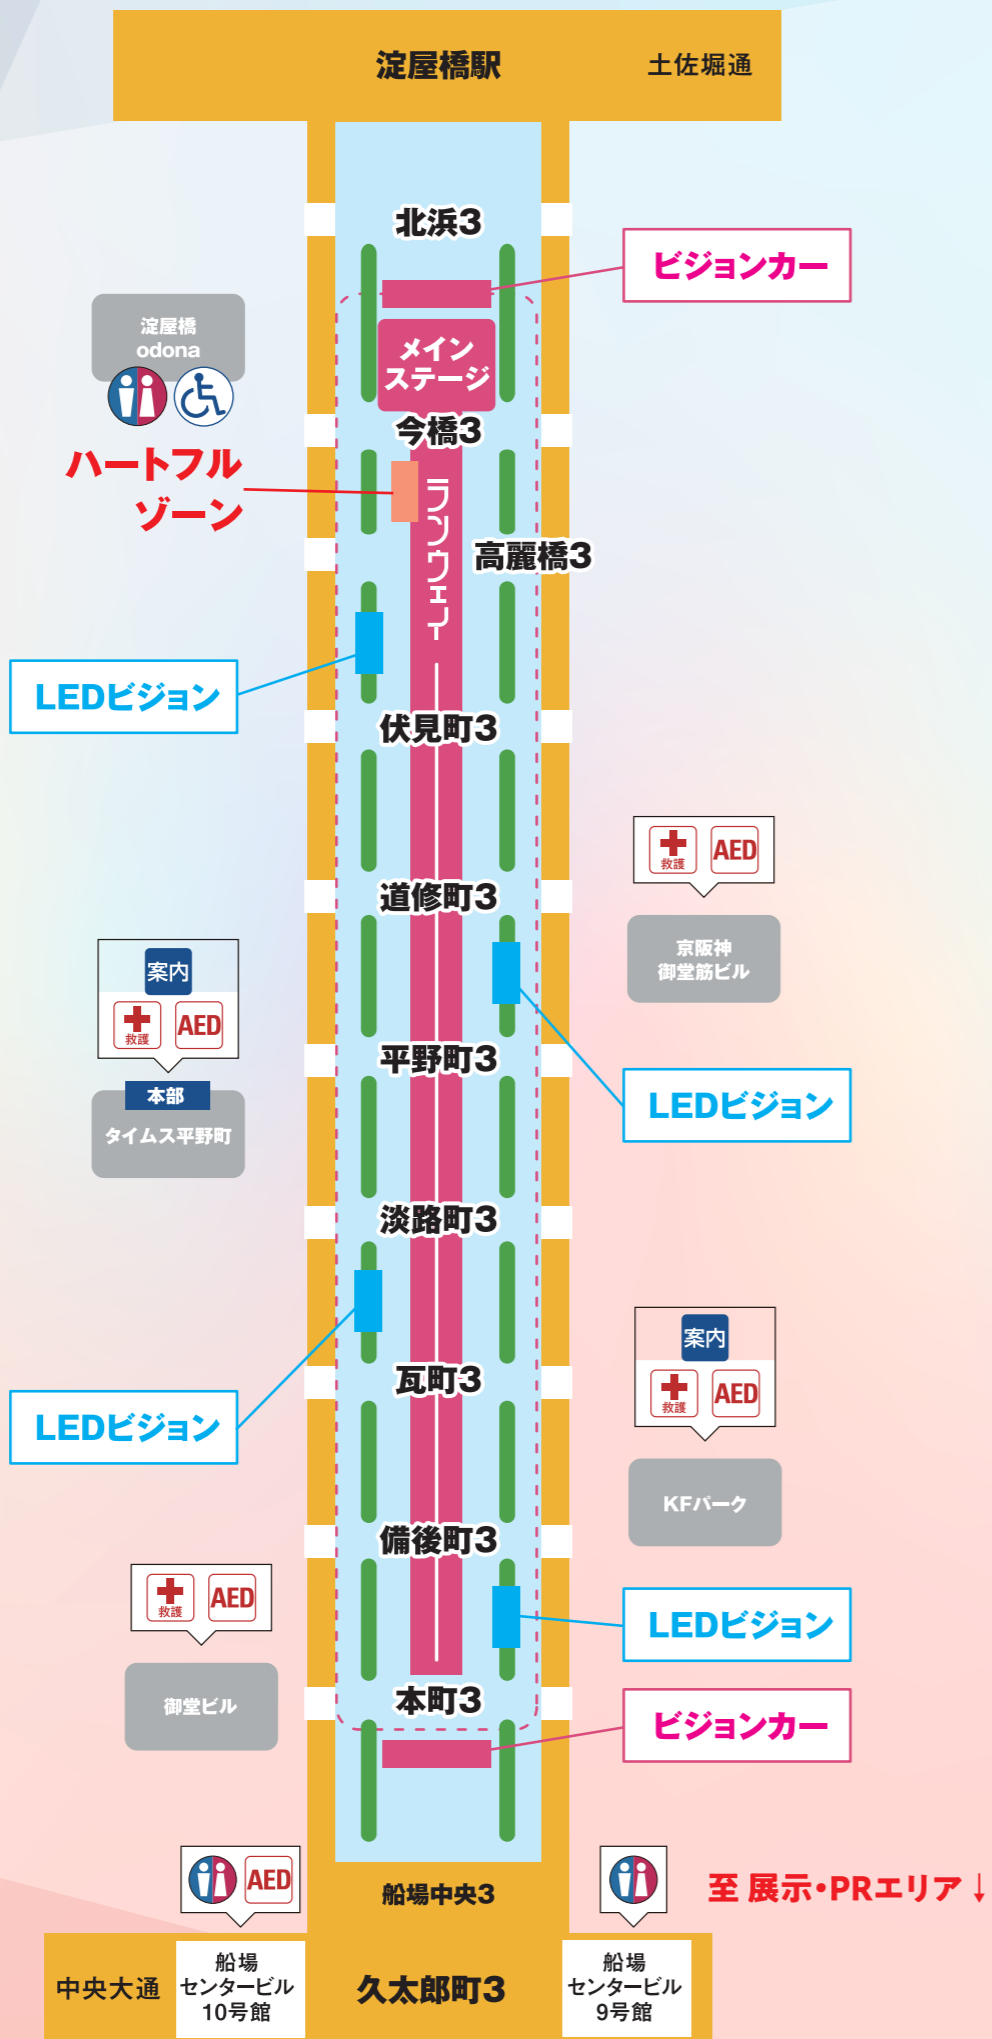 淀屋橋駅
土佐堀通
北浜3
ビジョンカー
淀屋橋
odona
メイン
ステージ
今橋3
ハートフル
ゾーン
ランウェイ
高麗橋3
LEDビジョン
伏見町3
救護
AED
道修町3
京阪神
御堂筋ビル
案内
救護
AED
平野町3
本部
タイムス平野町
LEDビジョン
淡路町3
案内
救護
AED
瓦町3
LEDビジョン
KFパーク
備後町3
救護
AED
LEDビジョン
御堂ビル
本町3
ビジョンカー
AED
船場中央3
至 展示・PRエリア↓
中央大通
船場
センタービル
10号館
久太郎町3
船場
センタービル
9号館